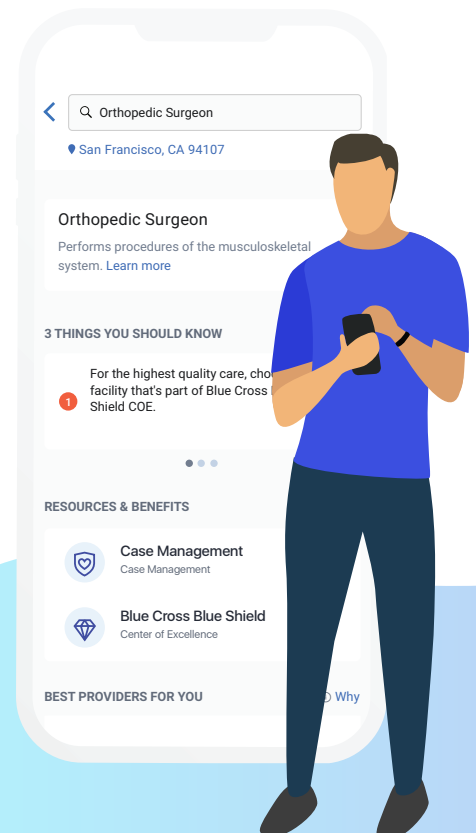 Orthopedic Surgeon
San Francisco, CA 94107
Orthopedic Surgeon
Performs procedures of the musculoskeletal
system. Learn more
3 THINGS YOU SHOULD KNOW
For the highest quality care,
1 facility that's part of Blue Cross
Shield COE.
RESOURCES & BENEFITS
Case Management
Case Management
Blue Cross Blue Shield
Center of Excellence
BEST PROVIDERS FOR YOU Why